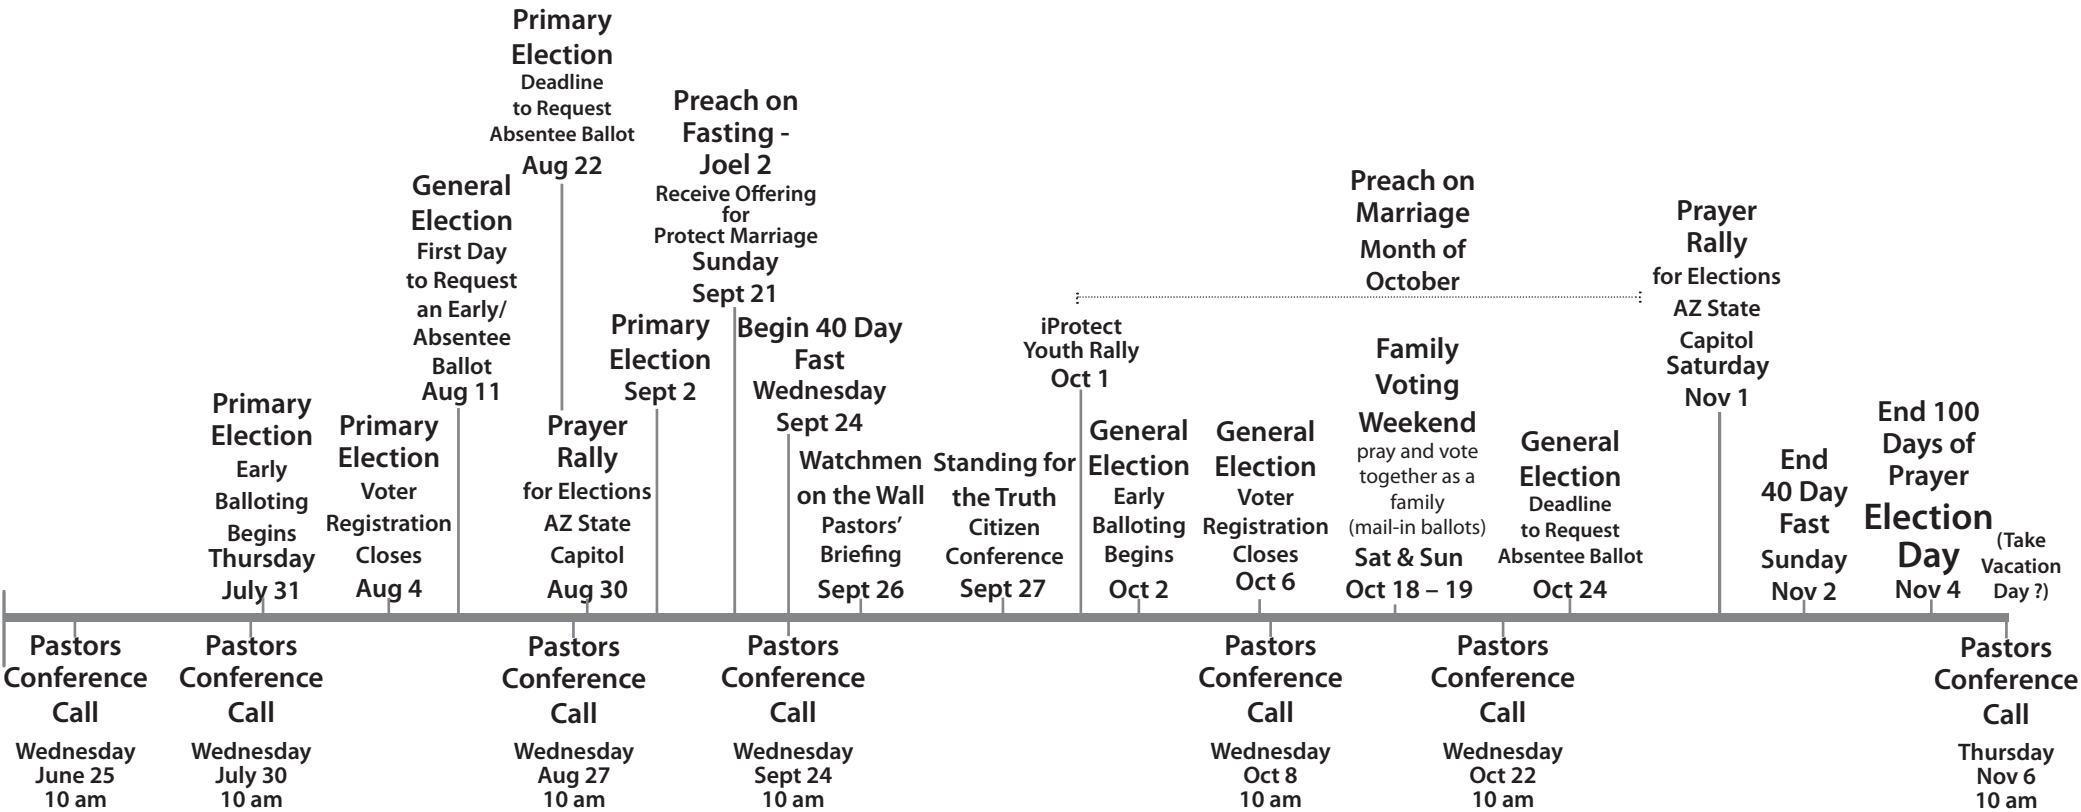 Primary
Election
Early
Balloting
Begins
Thursday
July 31
Primary
Election
Voter
Registration
Closes
Aug 4
General
Election
First Day
to Request
an Early/
Absentee
Ballot
Aug 11
Primary
Election
Deadline
to Request
Absentee Ballot
Aug 22
Prayer
Rally
for Elections
AZ State
Capitol
Aug 30
Primary
Election
Sept 2
Preach on
Fasting -
Joel 2
Receive Offering
for
Protect Marriage
Sunday
Sept 21
Begin 40 Day
Fast
Wednesday
Sept 24
Watchmen
on the Wall
Pastors’
Briefing
Sept 26
Standing for
the Truth
Citizen
Conference
Sept 27
iProtect
Youth Rally
Oct 1
General
Election
Early
Balloting
Begins
Oct 2
General
Election
Voter
Registration
Closes
Oct 6
Preach on
Marriage
Month of
October
Family
Voting
Weekend
pray and vote
together as a
family
(mail-in ballots)
Sat & Sun
Oct 18 – 19
General
Election
Deadline
to Request
Absentee Ballot
Oct 24
Prayer
Rally
for Elections
AZ State
Capitol
Saturday
Nov 1
End
40 Day
Fast
Sunday
Nov 2
End 100
Days of
Prayer
Election
Day
Nov 4
(Take
Vacation
Day ?)
Pastors
Conference
Call
Wednesday
June 25
10 am
Pastors
Conference
Call
Wednesday
July 30
10 am
Pastors
Conference
Call
Wednesday
Aug 27
10 am
Pastors
Conference
Call
Wednesday
Sept 24
10 am
Pastors
Conference
Call
Wednesday
Oct 8
10 am
Pastors
Conference
Call
Wednesday
Oct 22
10 am
Pastors
Conference
Call
Thursday
Nov 6
10 am